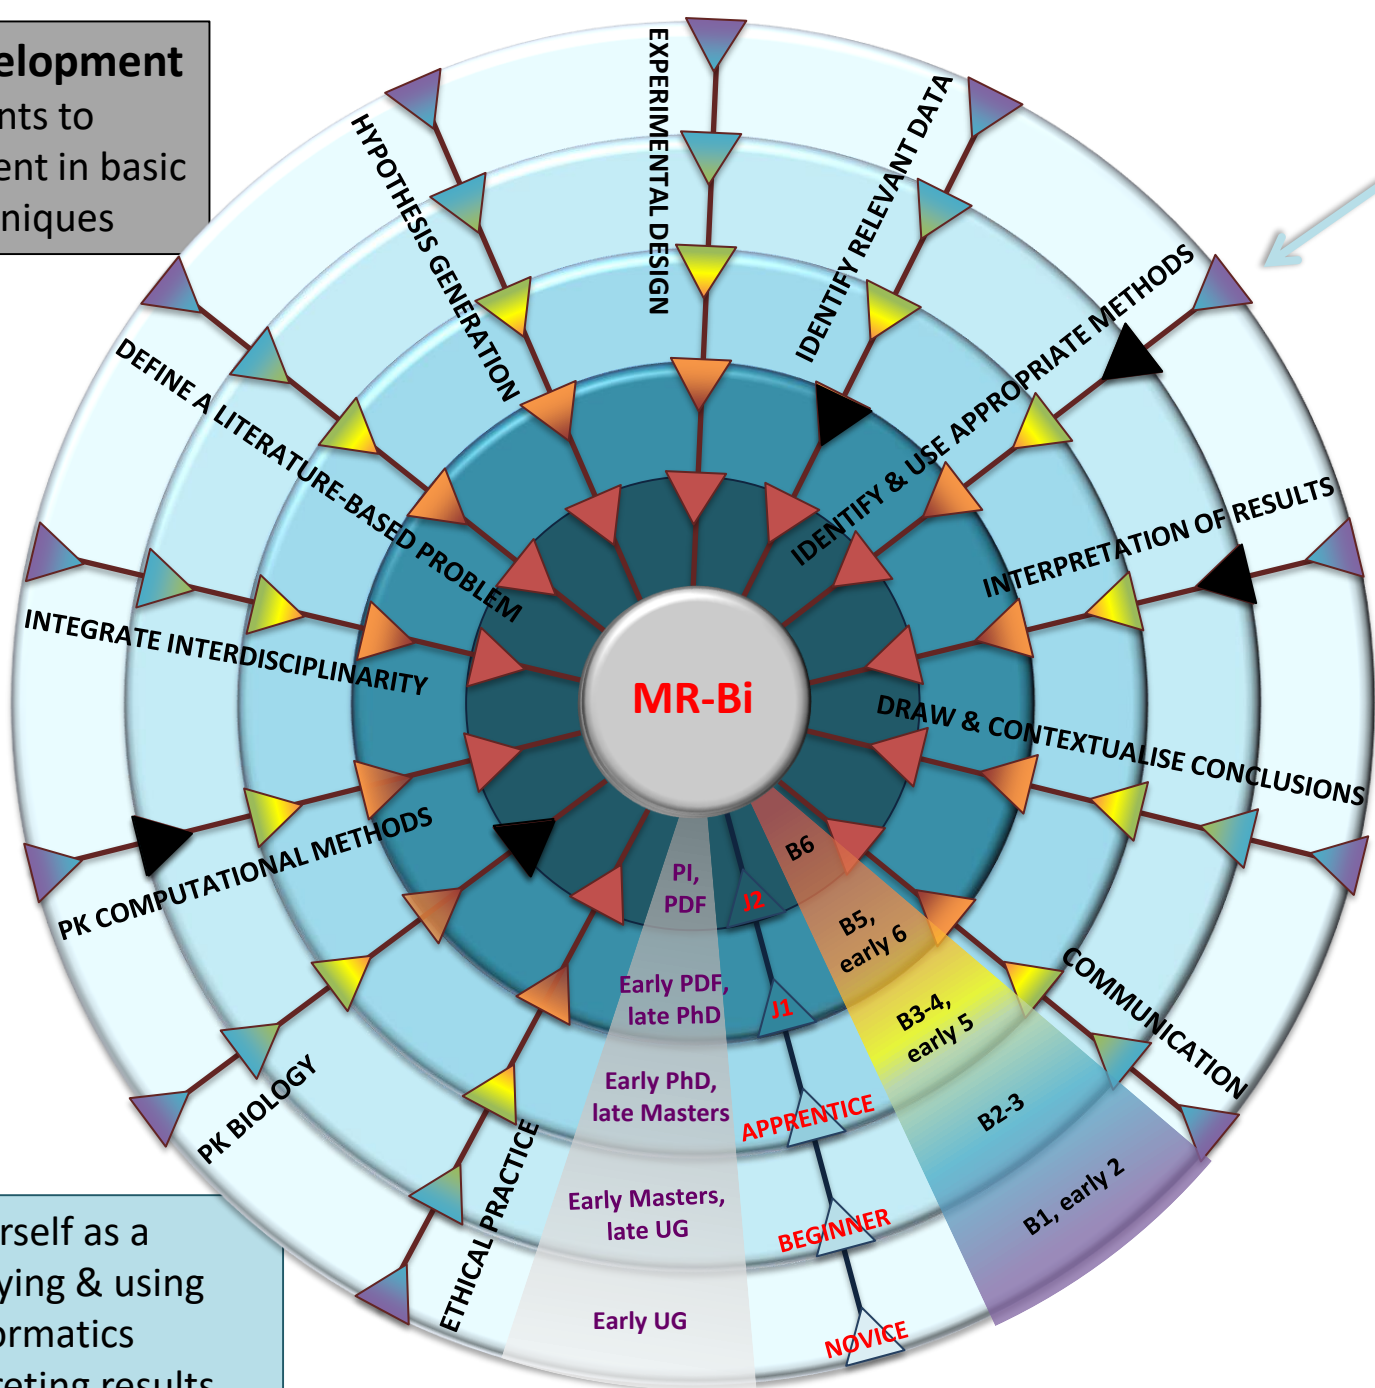 elopment
nts to
ent in basic
niques
EXPERIMENTAL DESIGN
HYPOTHESIS GENERATION
IDENTIFY RELEVANT DATA
IDENTIFY & USE APPROPRIATE METHODS
DEFINE A LITERATURE-BASED PROBLEM
INTERPRETATION OF RESULTS
INTEGRATE INTERDISCIPLINARITY
MR-Bi
DRAW & CONTEXTUALISE CONCLUSIONS
PK COMPUTATIONAL METHODS
PK BIOLOGY
ETHICAL PRACTICE
COMMUNICATION
PI,
PDF
Early PDF,
late PhD
Early PhD,
late Masters
Early Masters,
late UG
Early UG
J2
J1
APPRENTICE
BEGINNER
NOVICE
B6
B5,
early 6
B3-4,
early 5
B2-3
B1, early 2
rself as a
ying & using
ormatics
reting results